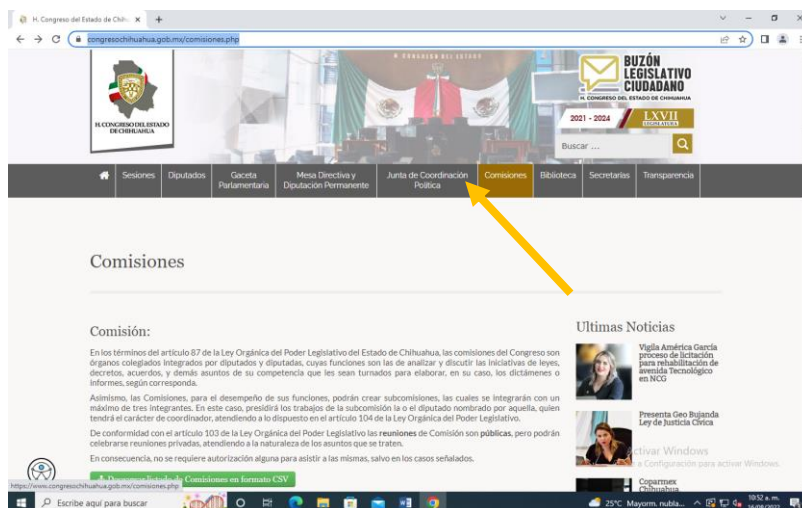 H. Congreso del Estado de Chih
congresochihuahua.gob.mx/comisiones.php
H. CONGRESO DEL ESTADO
DE CHIHUAHUA
H CONGRESO DEL ESTADO
BUZÓN
LEGISLATIVO
CIUDADANO
H. CONGRESO DEL ESTADO DE CHIHUAHUA
2021 - 2024 LXVII
LEGISLATURA
Buscar ...
Sesiones Diputados Gaceta Parlamentaria Mesa Directiva y Diputación Permanente Junta de Coordinación Política Comisiones Biblioteca Secretarías Transparencia
Comisiones
Comisión:
En los términos del artículo 87 de la Ley Orgánica del Poder Legislativo del Estado de Chihuahua, las comisiones del Congreso son
órganos colegiados integrados por diputados y diputadas, cuyas funciones son las de analizar y discutir las iniciativas de leyes,
decretos, acuerdos, y demás asuntos de su competencia que les sean turnados para elaborar, en su caso, los dictámenes o
informes, según corresponda.
Asimismo, las Comisiones, para el desempeño de sus funciones, podrán crear subcomisiones, las cuales se integrarán con un
máximo de tres integrantes. En este caso, presidirá los trabajos de la subcomisión la o el diputado nombrado por aquella, quien
tendrá el carácter de coordinador, atendiendo a lo dispuesto en el artículo 104 de la Ley Orgánica del Poder Legislativo.
De conformidad con el artículo 103 de la Ley Orgánica del Poder Legislativo las reuniones de Comisión son públicas, pero podrán
celebrarse reuniones privadas, atendiendo a la naturaleza de los asuntos que se traten.
En consecuencia, no se requiere autorización alguna para asistir a las mismas, salvo en los casos señalados.
Descargar listado de Comisiones en formato CSV
Ultimas Noticias
Vigila América García
proceso de licitación
para rehabilitación de
avenida Tecnológico
en NCG
Presenta Geo Bujanda
Ley de Justicia Cívica
Coparmex
Chihuahua
Activar Windows
a Configuración para activar Windows.
https://www.congresochihuahua.gob.mx/comisiones.php
Escribe aquí para buscar
25°C Mayorm. nubla...
10:52 a. m.
16/08/2022